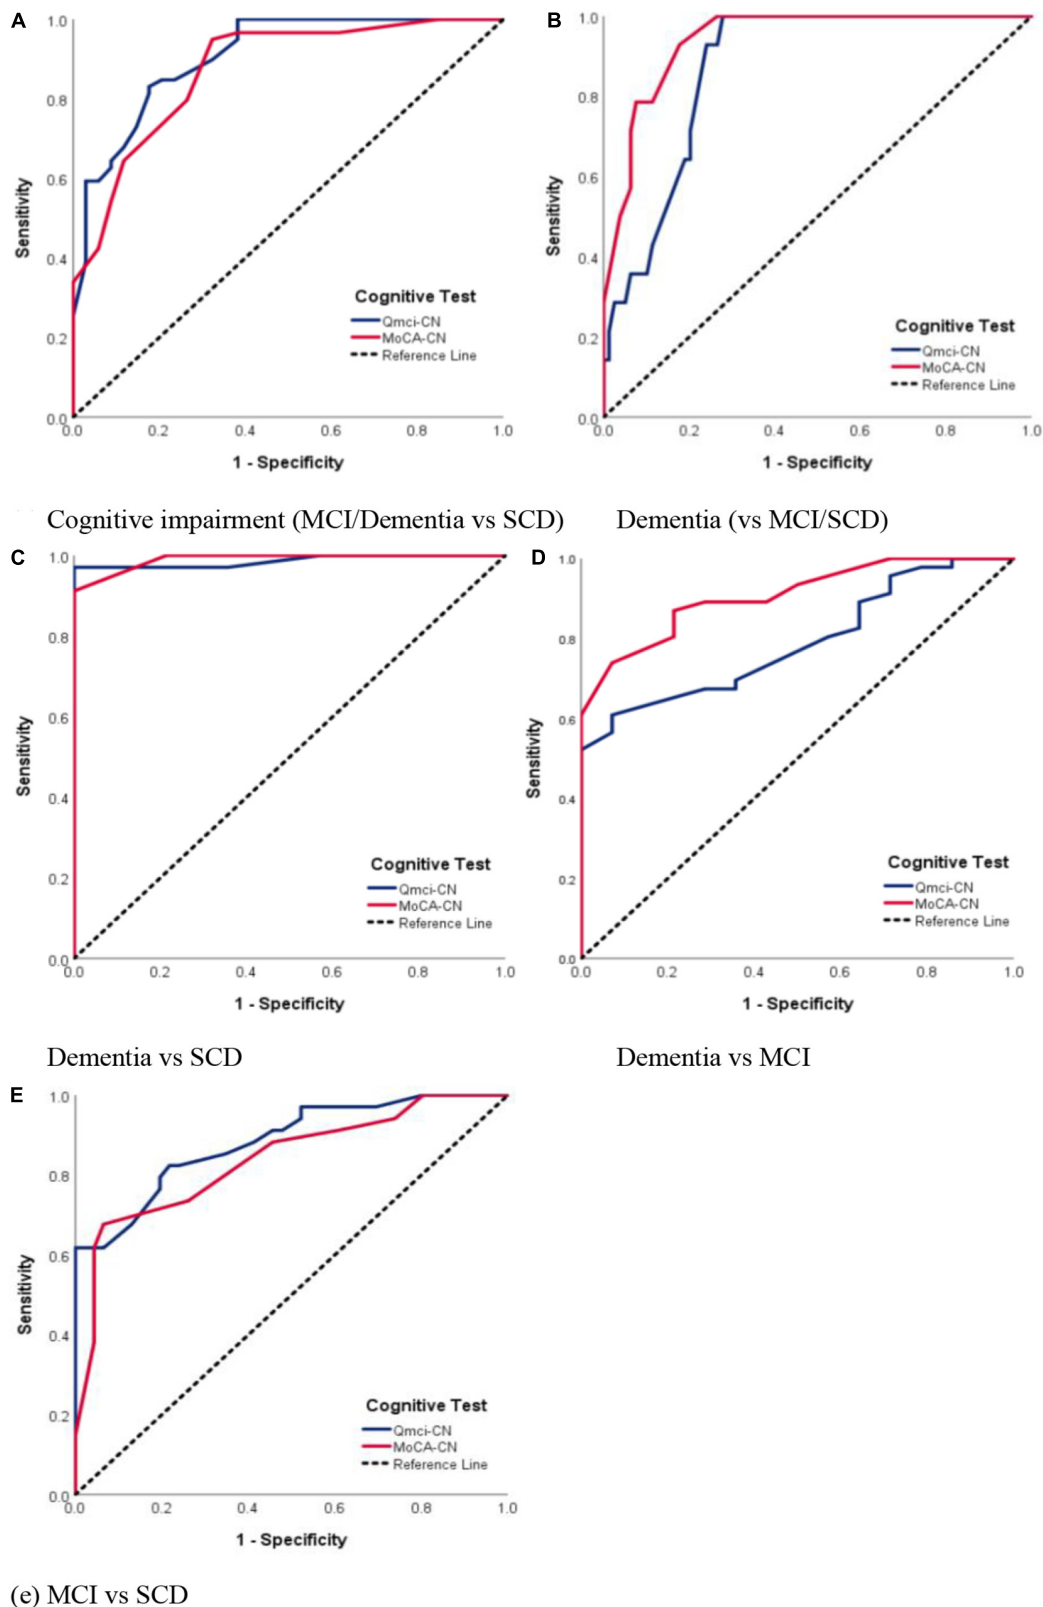 A
1.0
0.8
0.6
0.4
0.2
0.0
Sensitivity
0.0 0.2 0.4 0.6 0.8 1.0
1 - Specificity
Cognitive Test
Qmci-CN
MoCA-CN
Reference Line
B
1.0
0.8
0.6
0.4
0.2
0.0
Sensitivity
0.0 0.2 0.4 0.6 0.8 1.0
1 - Specificity
Cognitive Test
Qmci-CN
MoCA-CN
Reference Line
Cognitive impairment (MCI/Dementia vs SCD)
Dementia (vs MCI/SCD)
C
1.0
0.8
0.6
0.4
0.2
0.0
Sensitivity
0.0 0.2 0.4 0.6 0.8 1.0
1 - Specificity
Cognitive Test
Qmci-CN
MoCA-CN
Reference Line
D
1.0
0.8
0.6
0.4
0.2
0.0
Sensitivity
0.0 0.2 0.4 0.6 0.8 1.0
1 - Specificity
Cognitive Test
Qmci-CN
MoCA-CN
Reference Line
Dementia vs SCD
Dementia vs MCI
E
1.0
0.8
0.6
0.4
0.2
0.0
Sensitivity
0.0 0.2 0.4 0.6 0.8 1.0
1 - Specificity
Cognitive Test
Qmci-CN
MoCA-CN
Reference Line
(e) MCI vs SCD